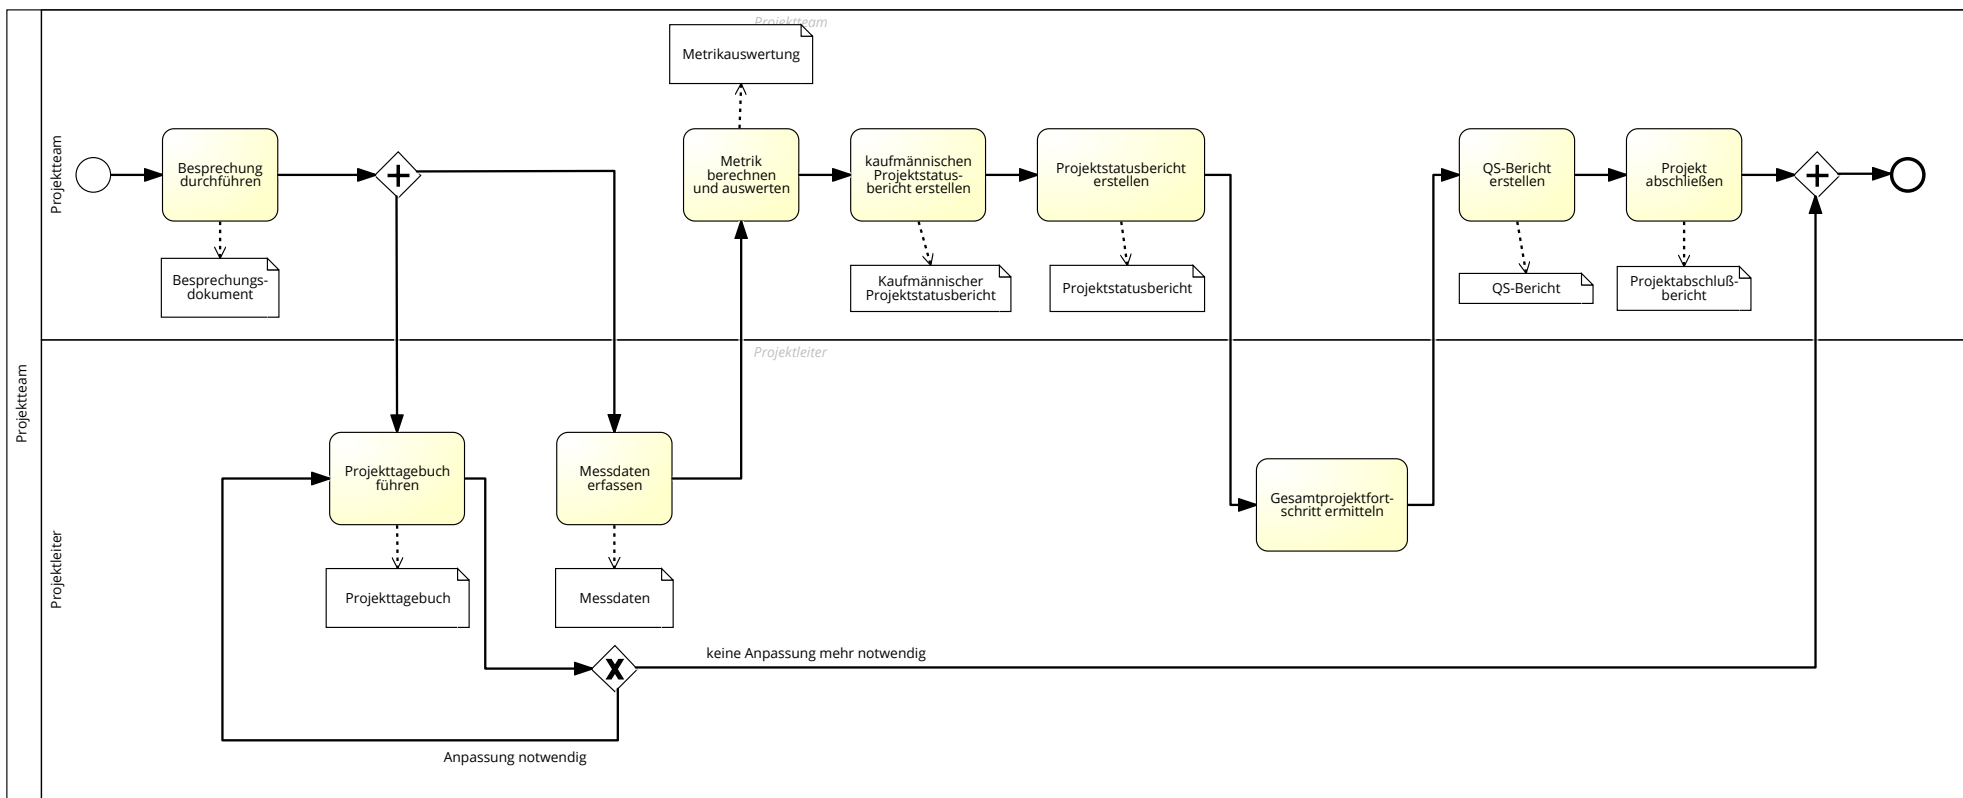 Projektteam
Projektteam
Projektteam
Metrikauswertung
Besprechung
durchführen
Metrik
berechnen
und auswerten
kaufmännischen
Projektstatus-
bericht erstellen
Projektstatusbericht
erstellen
QS-Bericht
erstellen
Projekt
abschließen
Besprechungs-
dokument
Kaufmännischer
Projektstatusbericht
Projektstatusbericht
QS-Bericht
Projektabschluß-
bericht
Projektleiter
Projektleiter
Projekttagebuch
führen
Messdaten
erfassen
Gesamtprojektfort-
schritt ermitteln
Projekttagebuch
Messdaten
keine Anpassung mehr notwendig
Anpassung notwendig